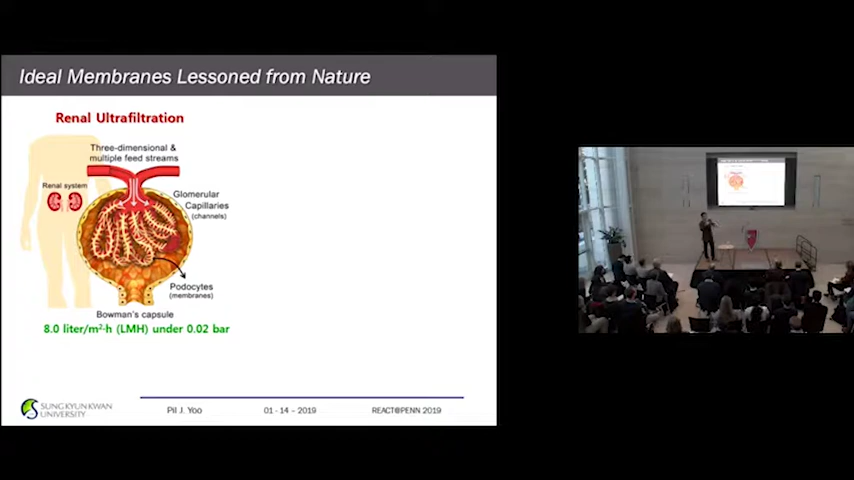 Ideal Membranes Lessoned from Nature
Renal Ultrafiltration
Three-dimensional &
multiple feed streams
Renal system
Glomerular
Capillaries
(channels)
Podocytes
(membranes)
Bowman's capsule
8.0 liter/m²·h (LMH) under 0.02 bar
SUNG KYUN KWAN
UNIVERSITY
Pil J. Yoo
01 - 14 – 2019
REACT@PENN 2019